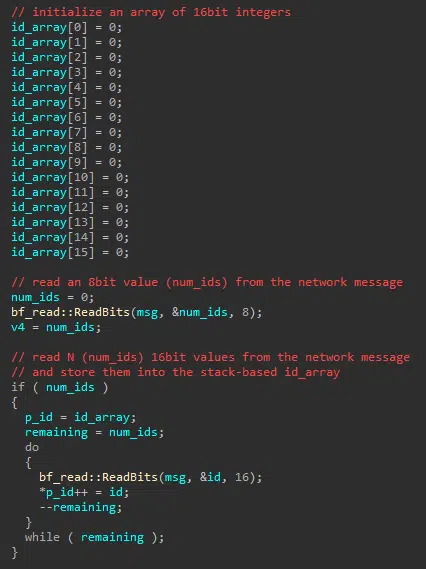 // initialize an array of 16bit integers
id_array[0] = 0;
id_array[1] = 0;
id_array[2] = 0;
id_array[3] = 0;
id_array[4] = 0;
id_array[5] = 0;
id_array[6] = 0;
id_array[7] = 0;
id_array[8] = 0;
id_array[9] = 0;
id_array[10] = 0;
id_array[11] = 0;
id_array[12] = 0;
id_array[13] = 0;
id_array[14] = 0;
id_array[15] = 0;
// read an 8bit value (num_ids) from the network message
num_ids = 0;
bf_read::ReadBits(msg, &num_ids, 8);
v4 = num_ids;
// read N (num_ids) 16bit values from the network message
// and store them into the stack-based id_array
if ( num_ids )
{
p_id = id_array;
remaining = num_ids;
do
{
bf_read::ReadBits(msg, &id, 16);
*p_id++ = id;
--remaining;
}
while ( remaining );
}